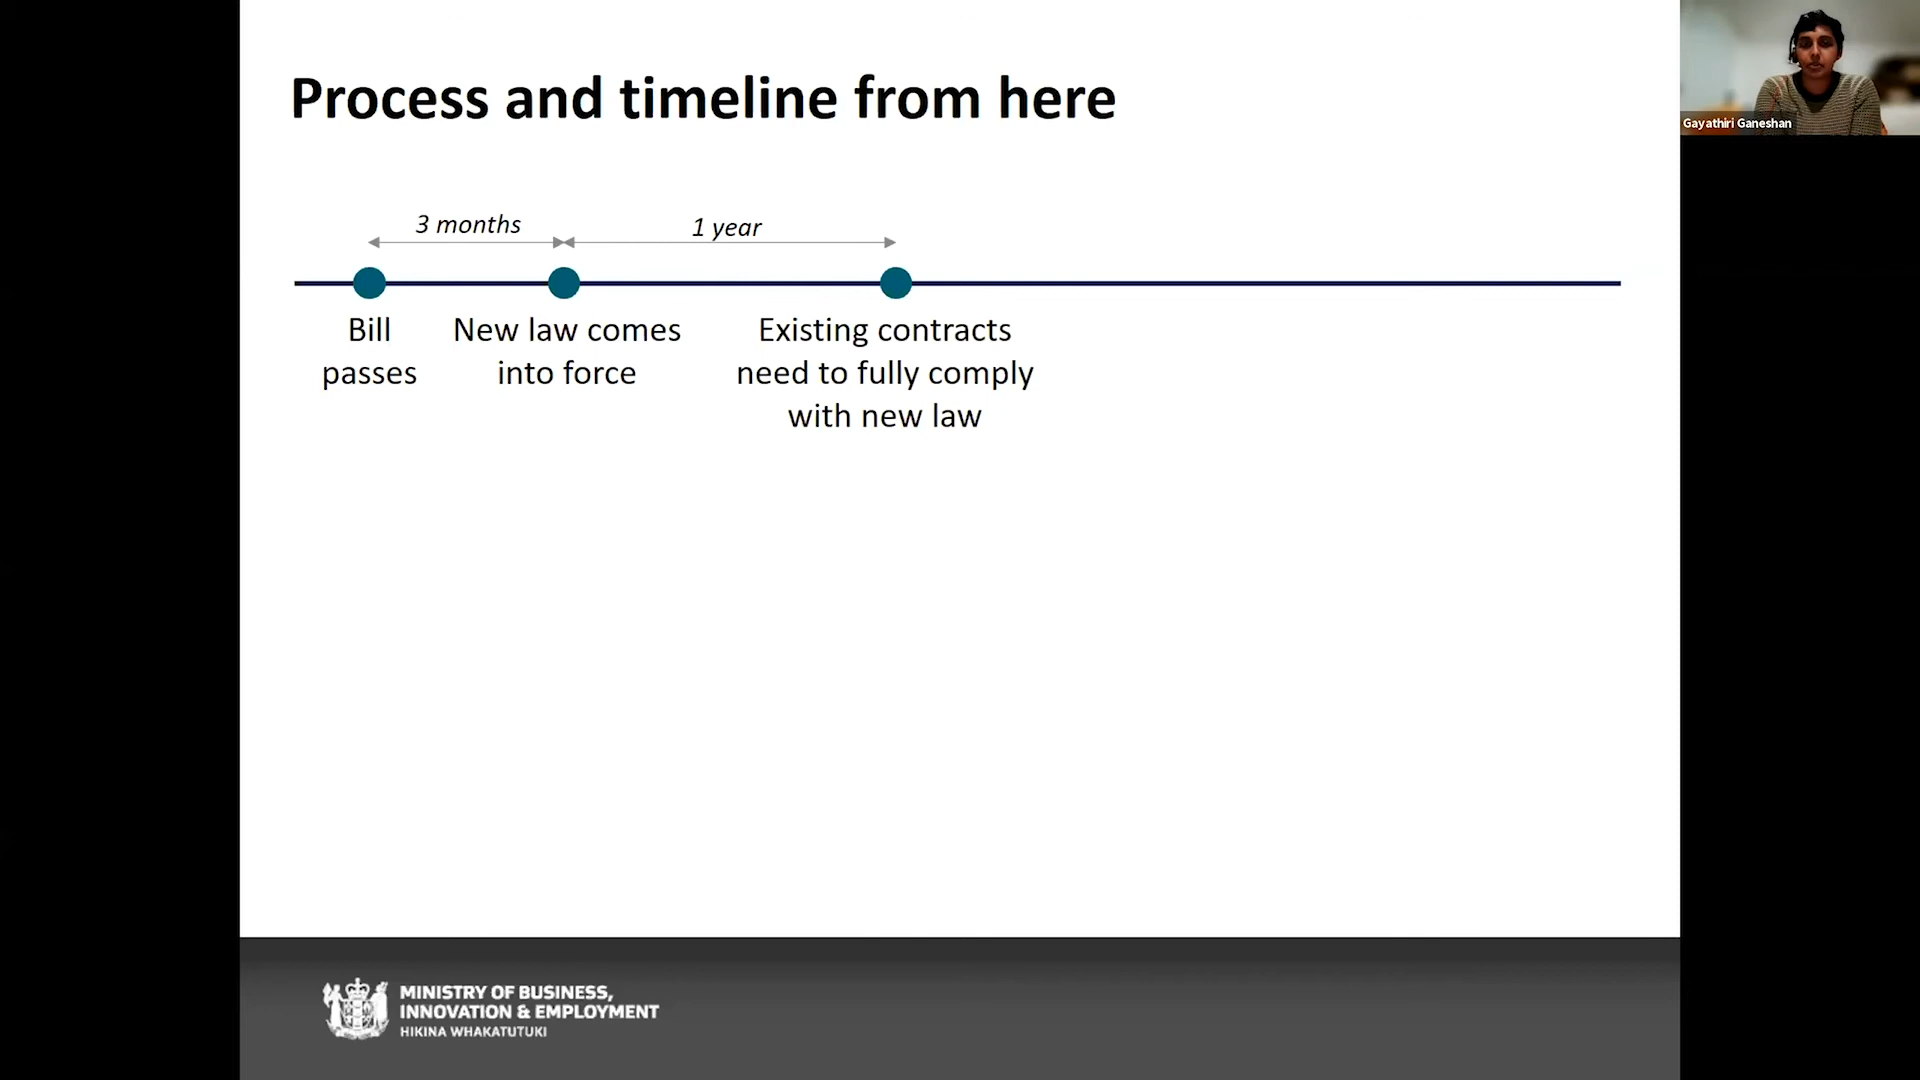 Process and timeline from here
Gayathiri Ganeshan
3 months
1 year
Bill
passes
New law comes
into force
Existing contracts
need to fully comply
with new law
MINISTRY OF BUSINESS,
INNOVATION & EMPLOYMENT
HIKINA WHAKATUTUKI